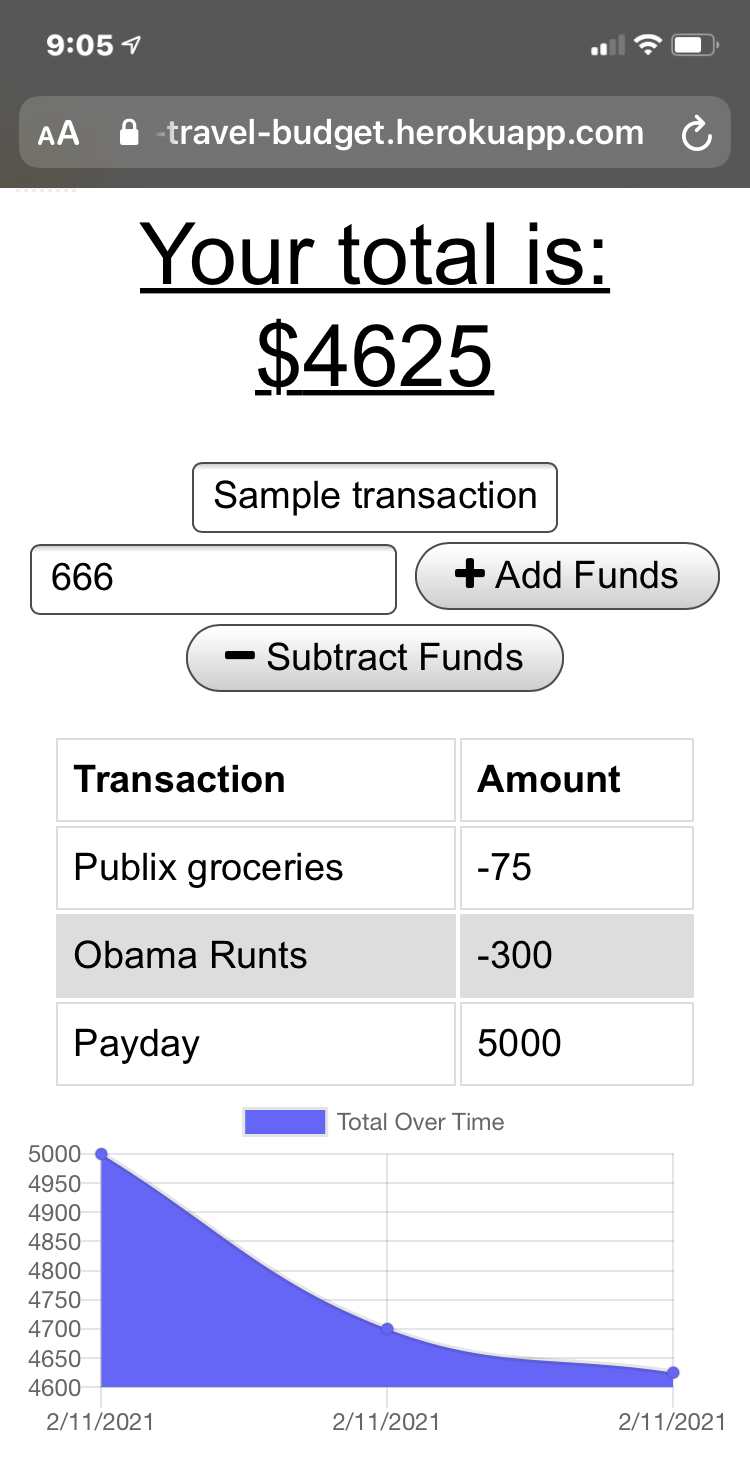 9:05
AA -travel-budget.herokuapp.com
Your total is:
$4625
Sample transaction
666 + Add Funds
− Subtract Funds
Transaction Amount
Publix groceries -75
Obama Runts -300
Payday 5000
Total Over Time
5000
4950
4900
4850
4800
4750
4700
4650
4600
2/11/2021 2/11/2021 2/11/2021